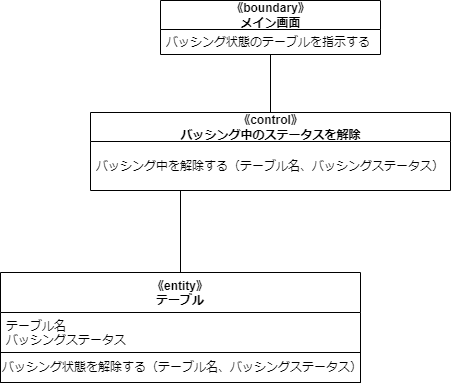 《boundary》
メイン画面
バッシング状態のテーブルを指示する
《control》
バッシング中のステータスを解除
バッシング中を解除する（テーブル名、バッシングステータス）
《entity》
テーブル
テーブル名
バッシングステータス
バッシング状態を解除する（テーブル名、バッシングステータス）